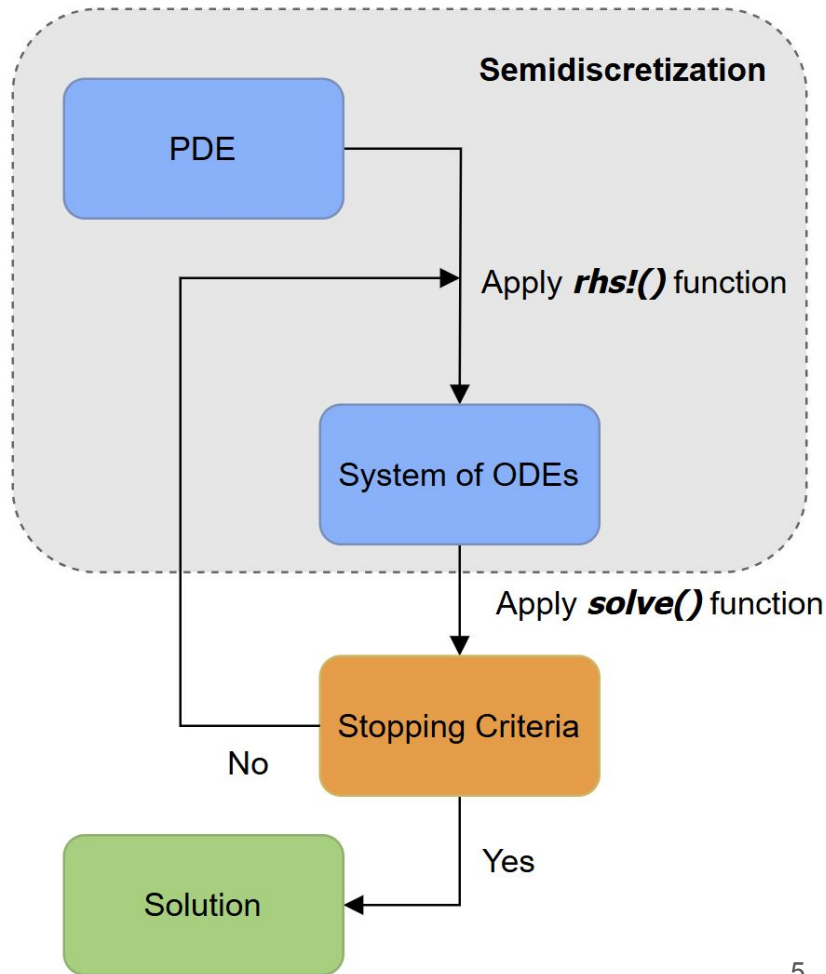 Semidiscretization
PDE
Apply rhs!() function
System of ODEs
Apply solve() function
Stopping Criteria
No
Yes
Solution
5